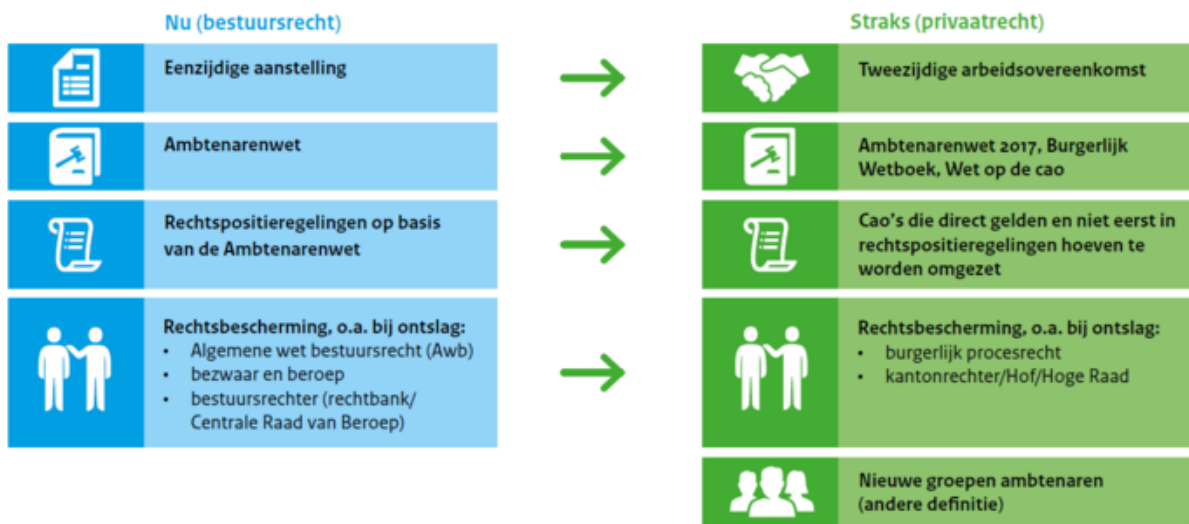 Nu (bestuursrecht)
Straks (privaatrecht)
Eenzijdige aanstelling
Tweezijdige arbeidsovereenkomst
Ambtenarenwet
Ambtenarenwet 2017, Burgerlijk
Wetboek, Wet op de cao
Rechtspositieregelingen op basis
van de Ambtenarenwet
Cao's die direct gelden en niet eerst in
rechtspositieregelingen hoeven te
worden omgezet
Rechtsbescherming, o.a. bij ontslag:
• Algemene wet bestuursrecht (Awb)
• bezwaar en beroep
• bestuursrechter (rechtbank/
Centrale Raad van Beroep)
Rechtsbescherming, o.a. bij ontslag:
• burgerlijk procesrecht
• kantonrechter/Hof/Hoge Raad
Nieuwe groepen ambtenaren
(andere definitie)